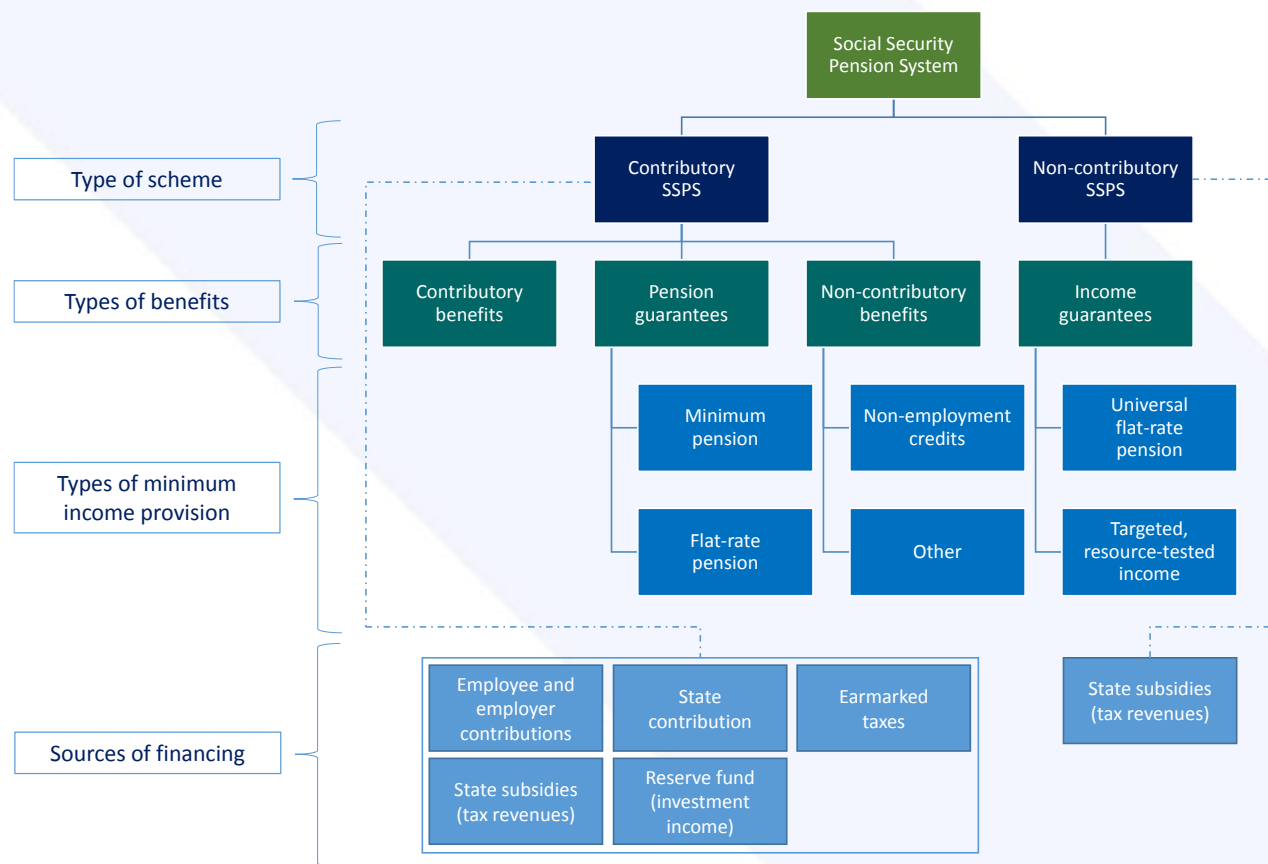 Social Security
Pension System
Type of scheme
Contributory
SSPS
Non-contributory
SSPS
Types of benefits
Contributory
benefits
Pension
guarantees
Non-contributory
benefits
Income
guarantees
Types of minimum
income provision
Minimum
pension
Non-employment
credits
Universal
flat-rate
pension
Flat-rate
pension
Other
Targeted,
resource-tested
income
Sources of financing
Employee and
employer
contributions
State
contribution
Earmarked
taxes
State subsidies
(tax revenues)
State subsidies
(tax revenues)
Reserve fund
(investment
income)